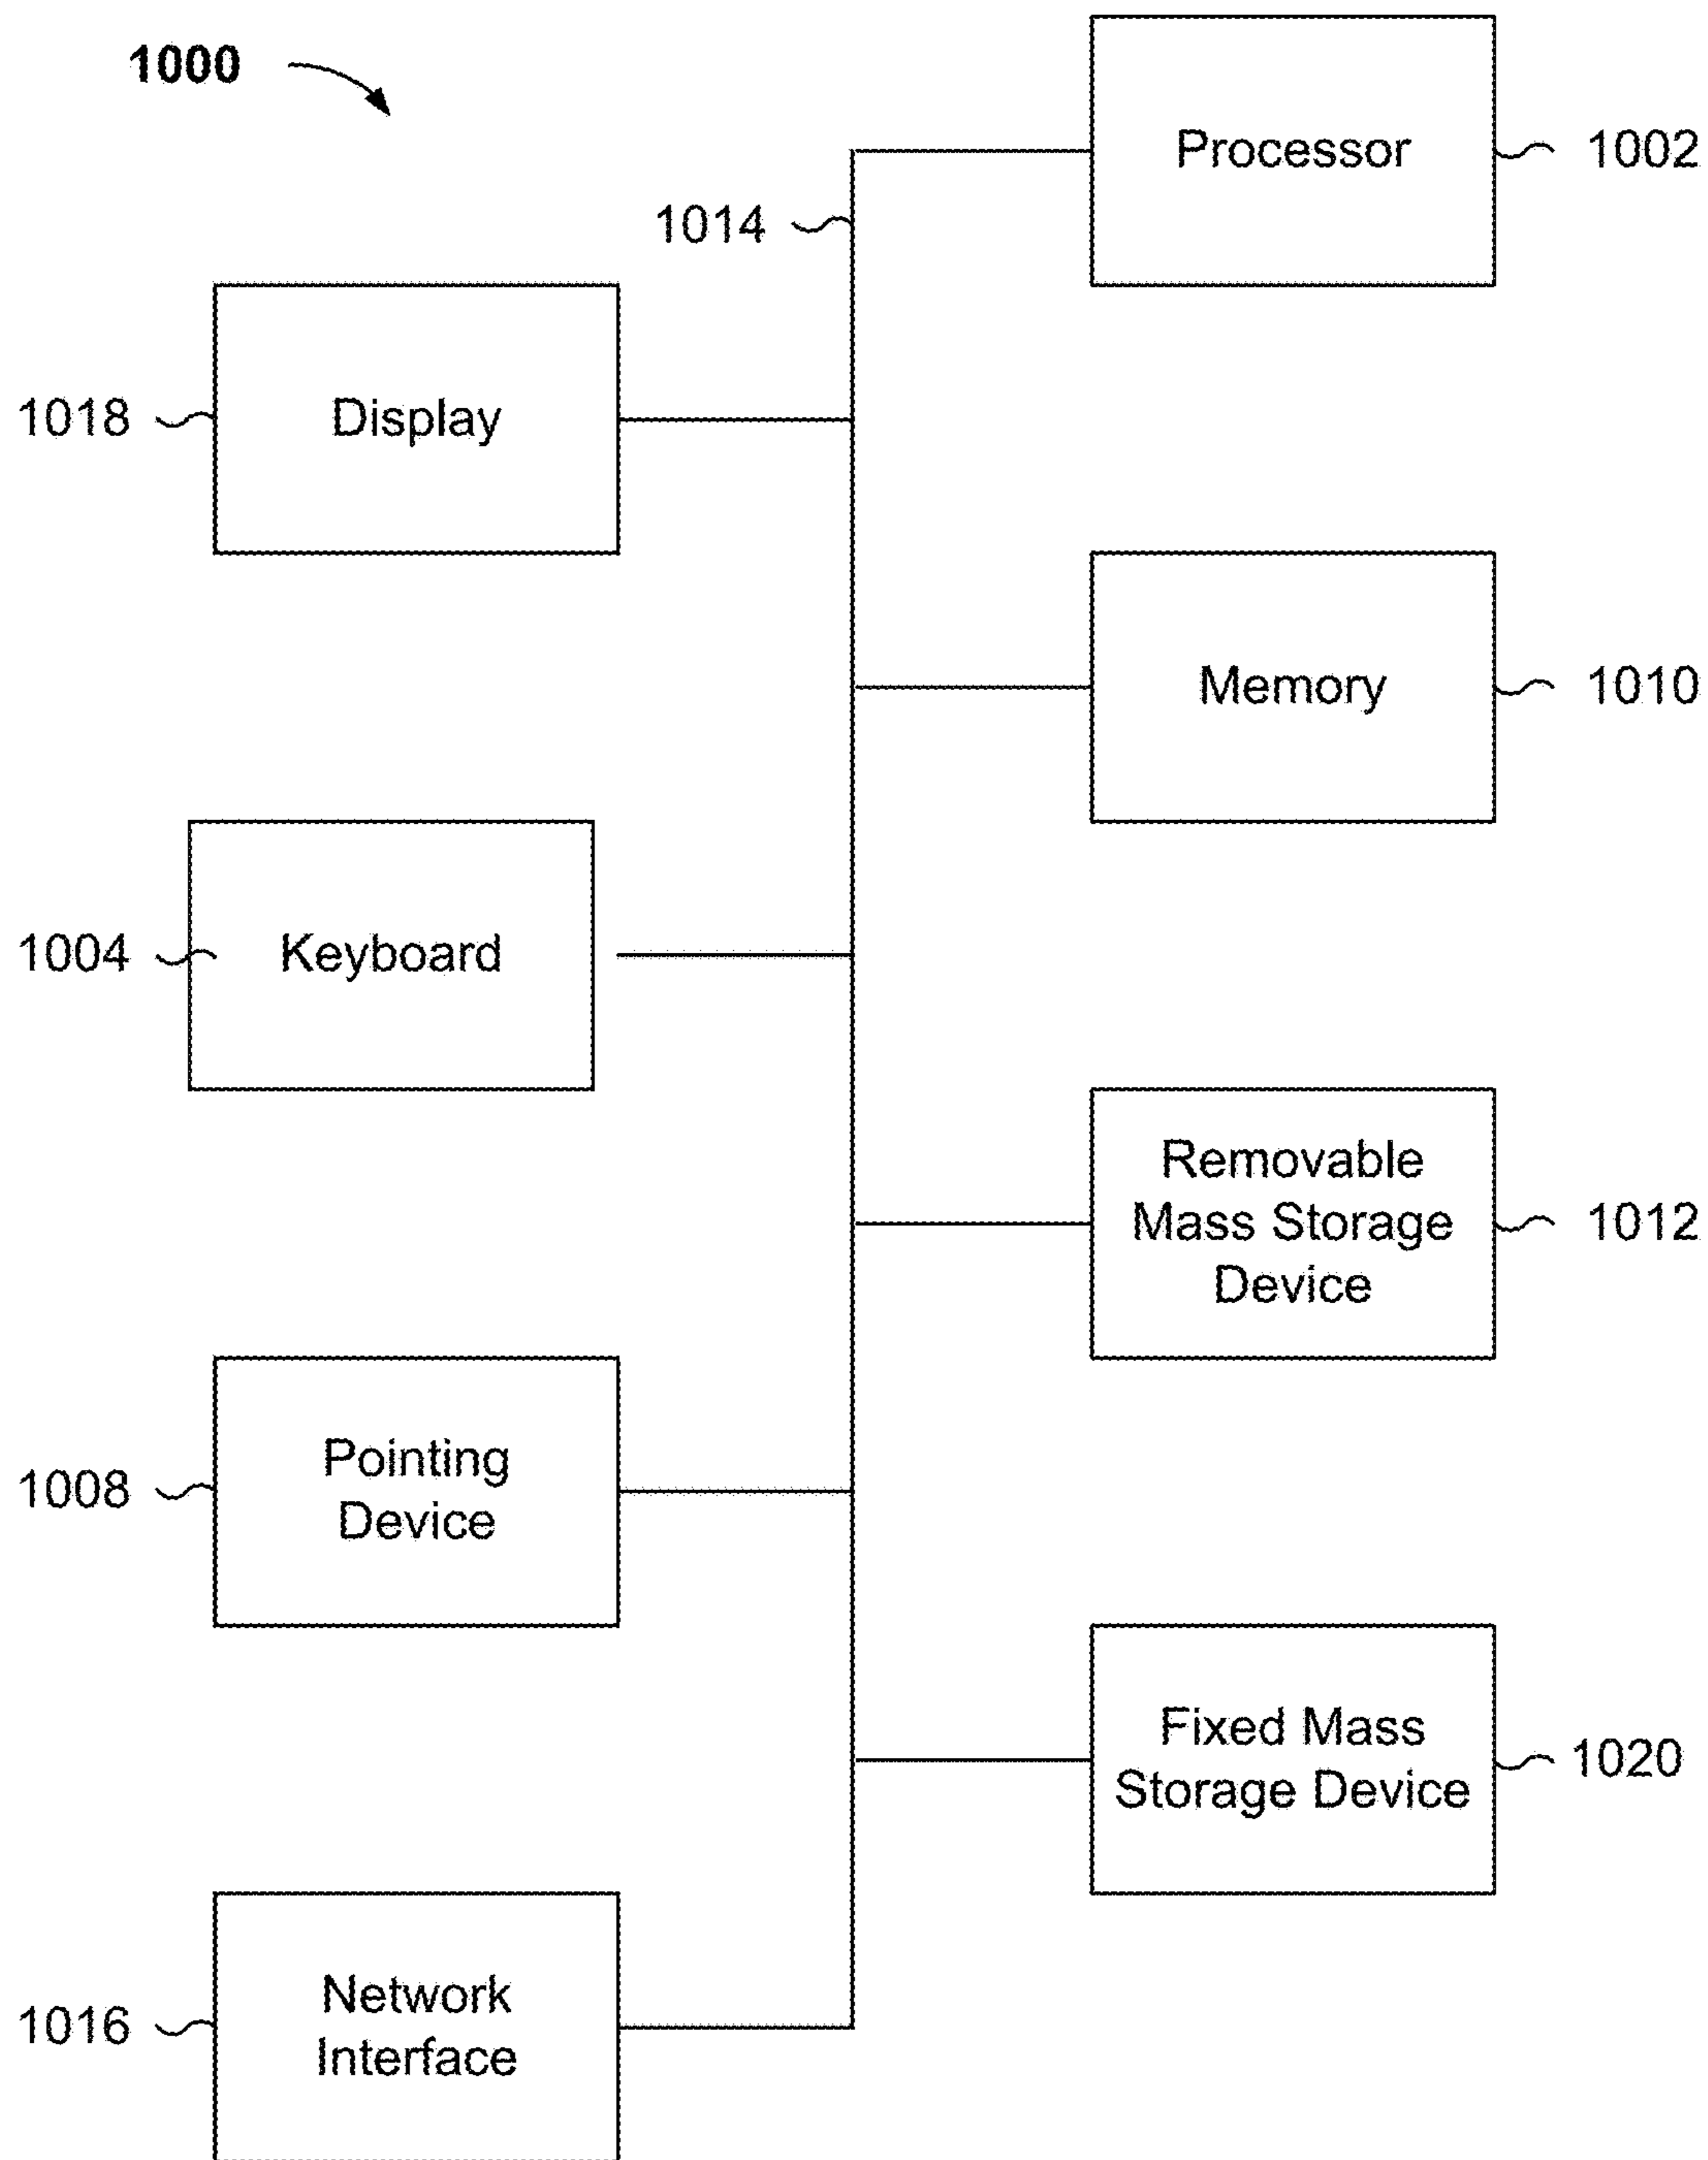 1000
Processor
1002
1014
Display
1018
Memory
1010
Keyboard
1004
Removable
Mass Storage
Device
1012
Pointing
Device
1008
Fixed Mass
Storage Device
1020
Network
Interface
1016